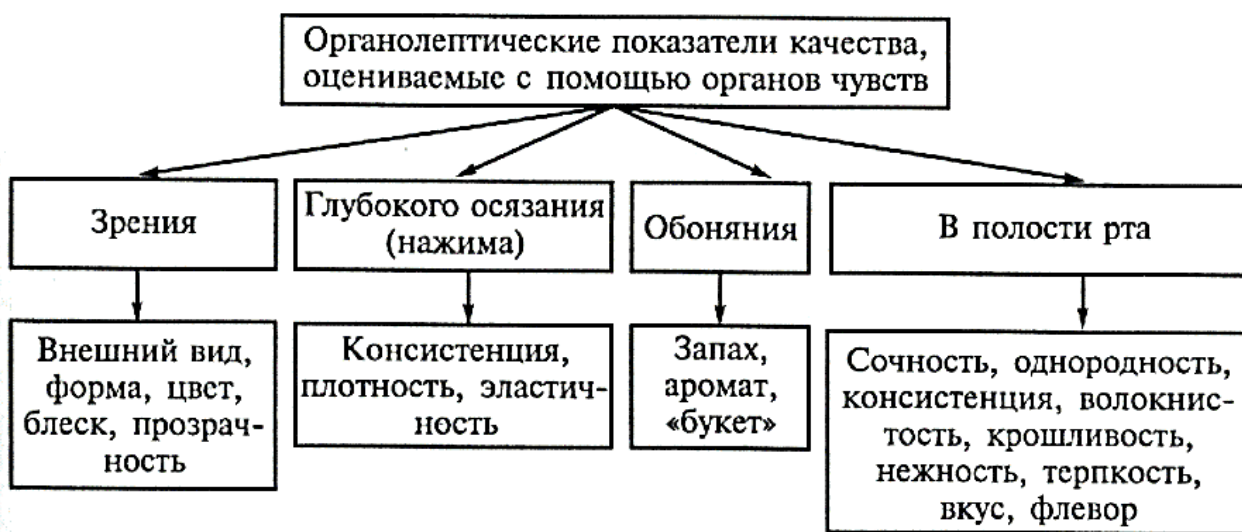 Органолептические показатели качества,
оцениваемые с помощью органов чувств
Зрения
Глубокого осязания
(нажима)
Обоняния
В полости рта
Внешний вид,
форма, цвет,
блеск, прозрач-
ность
Консистенция,
плотность, эластич-
ность
Запах,
аромат,
«букет»
Сочность, однородность,
консистенция, волокнис-
тость, крошливость,
нежность, терпкость,
вкус, флевор